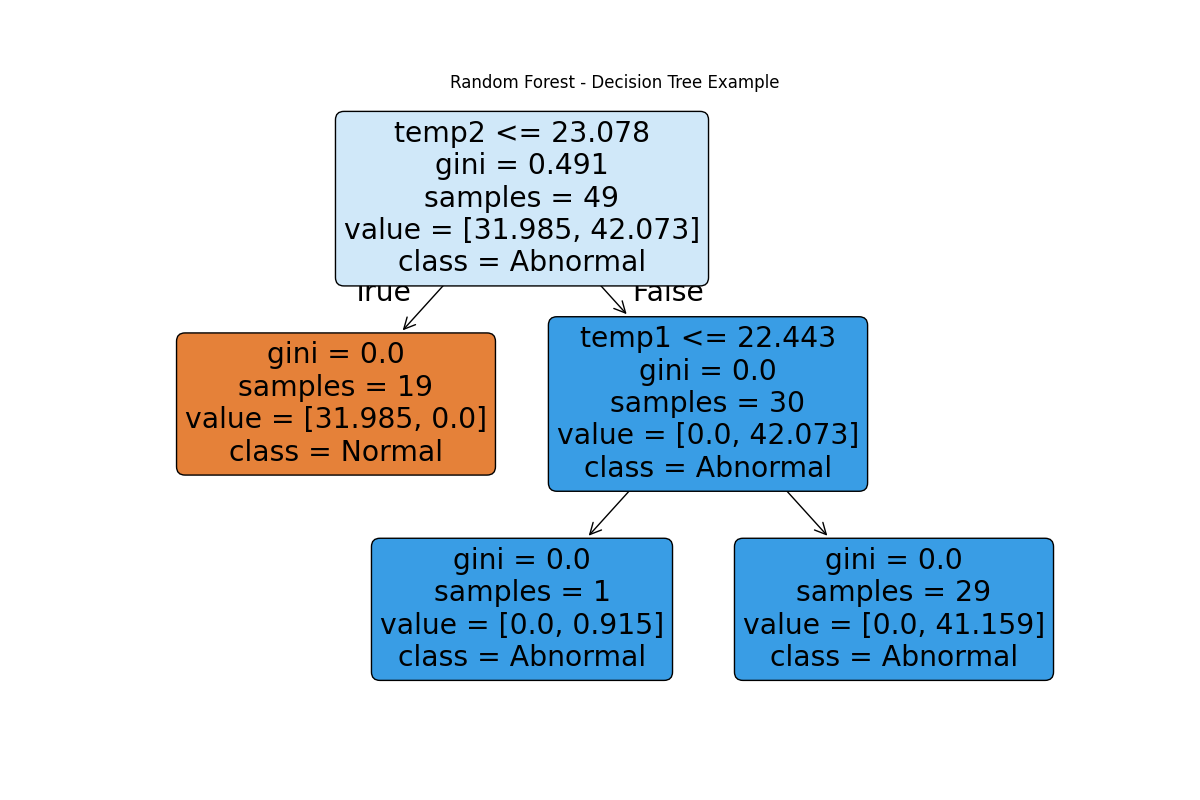 Random Forest - Decision Tree Example
temp2 <= 23.078
gini = 0.491
samples = 49
value = [31.985, 42.073]
class = Abnormal
True
False
gini = 0.0
samples = 19
value = [31.985, 0.0]
class = Normal
temp1 <= 22.443
gini = 0.0
samples = 30
value = [0.0, 42.073]
class = Abnormal
gini = 0.0
samples = 1
value = [0.0, 0.915]
class = Abnormal
gini = 0.0
samples = 29
value = [0.0, 41.159]
class = Abnormal